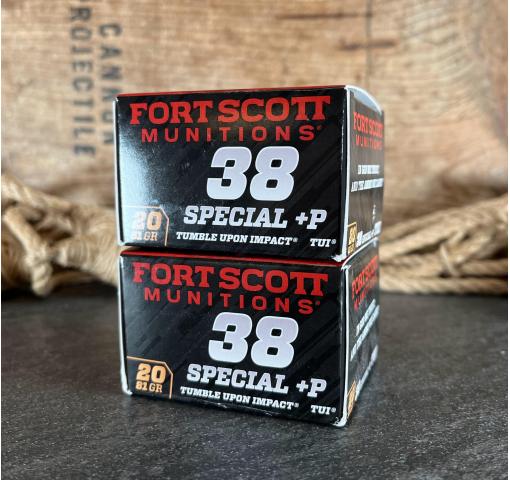 CANNON
PROJECTILE
FORT SCOTT
MUNITIONS®
38
SPECIAL +P
20
81 GR
TUMBLE UPON IMPACT® TUI®
FORT SCOTT
MUNITIONS®
38
SPECIAL +P
20
81 GR
TUMBLE UPON IMPACT® TUI®